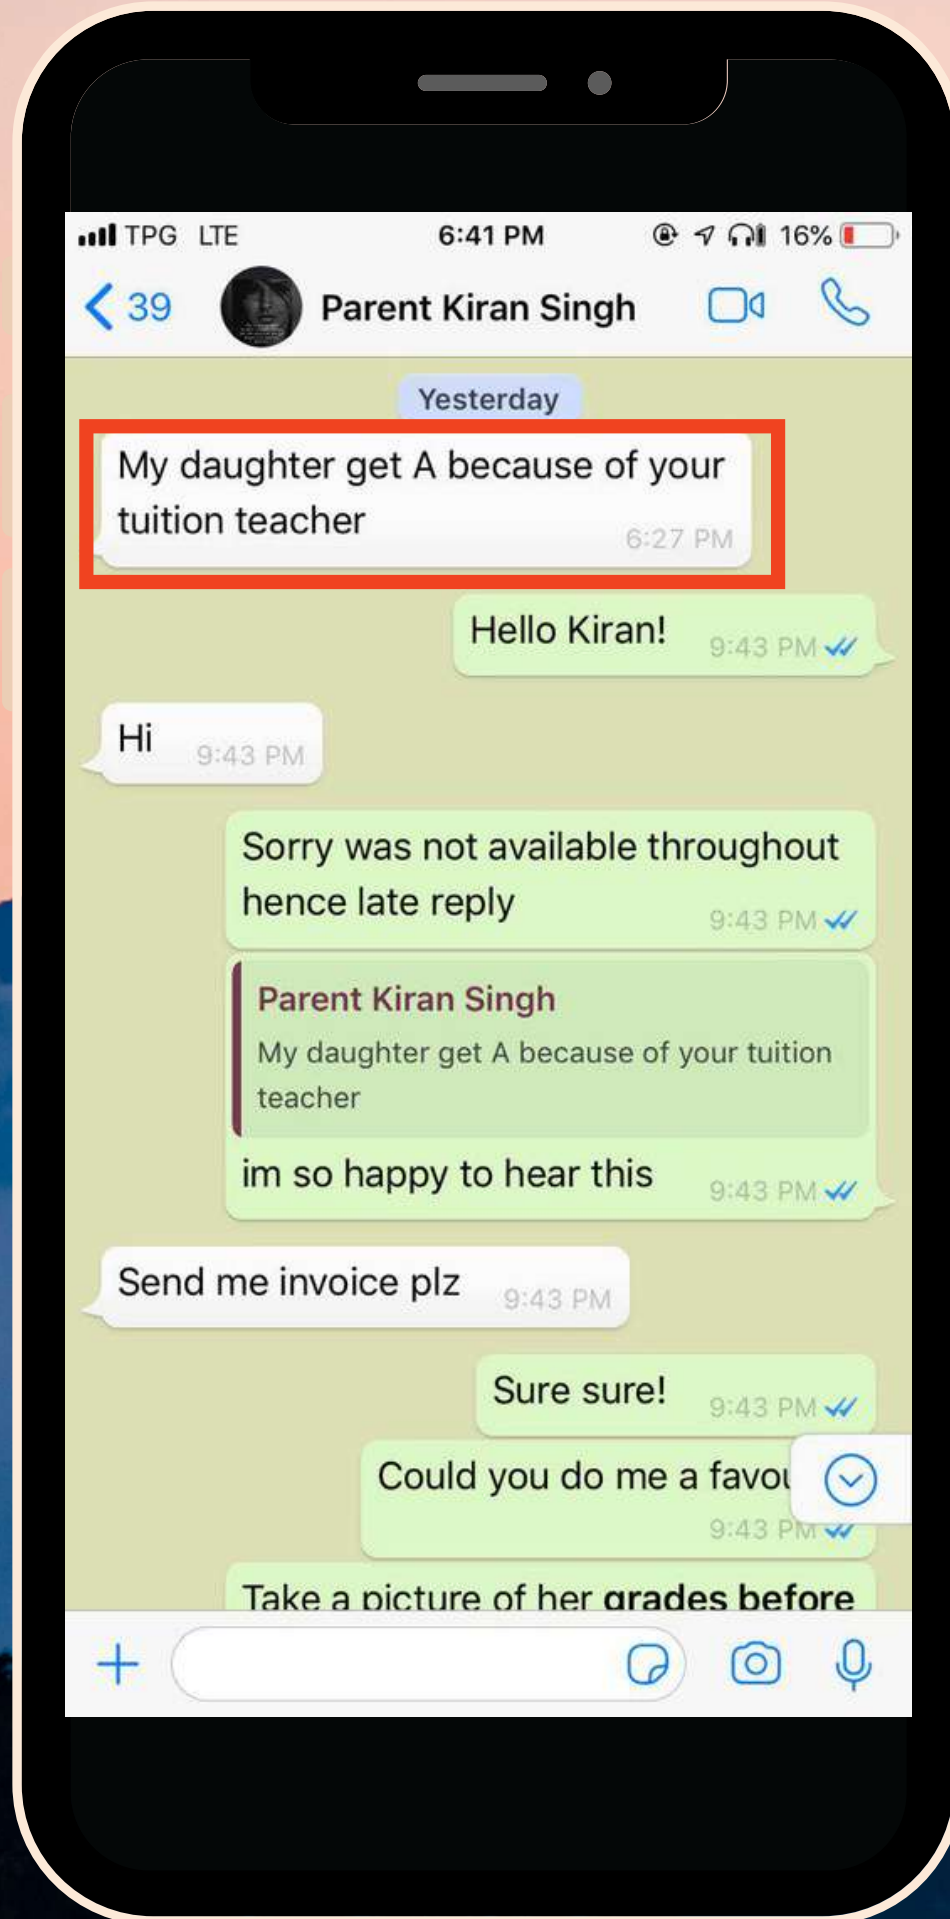 TPG LTE 6:41 PM 16%
39 Parent Kiran Singh
Yesterday
My daughter get A because of your
tuition teacher
6:27 PM
Hello Kiran! 9:43 PM
Hi 9:43 PM
Sorry was not available throughout
hence late reply 9:43 PM
Parent Kiran Singh
My daughter get A because of your tuition
teacher
im so happy to hear this 9:43 PM
Send me invoice plz 9:43 PM
Sure sure! 9:43 PM
Could you do me a
9:43 PM
Take a picture of her grades before